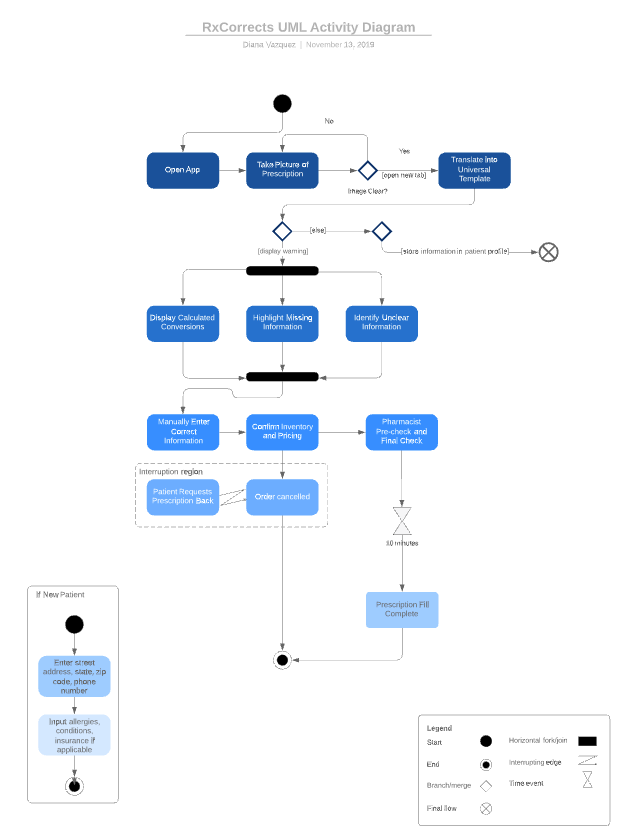 RxCorrects UML Activity Diagram
Diana Vazquez | November 13, 2019
No
Yes
Open App
Take Picture of
Prescription
[open new tab]
Translate into
Universal
Template
Image Clear?
[else]
[display warning]
[store information in patient profile]
Display Calculated
Conversions
Highlight Missing
Information
Identify Unclear
Information
Manually Enter
Correct
Information
Confirm Inventory
and Pricing
Pharmacist
Pre-check and
Final Check
Interruption region
Patient Requests
Prescription Back
Order cancelled
minutes
Prescription Fill
Complete
If New Patient
Enter street
address, state, zip
code, phone
number
Input allergies,
conditions,
insurance if
applicable
Legend
Start
Horizontal fork/join
End
Interrupting edge
Branch/merge
Time event
Final flow